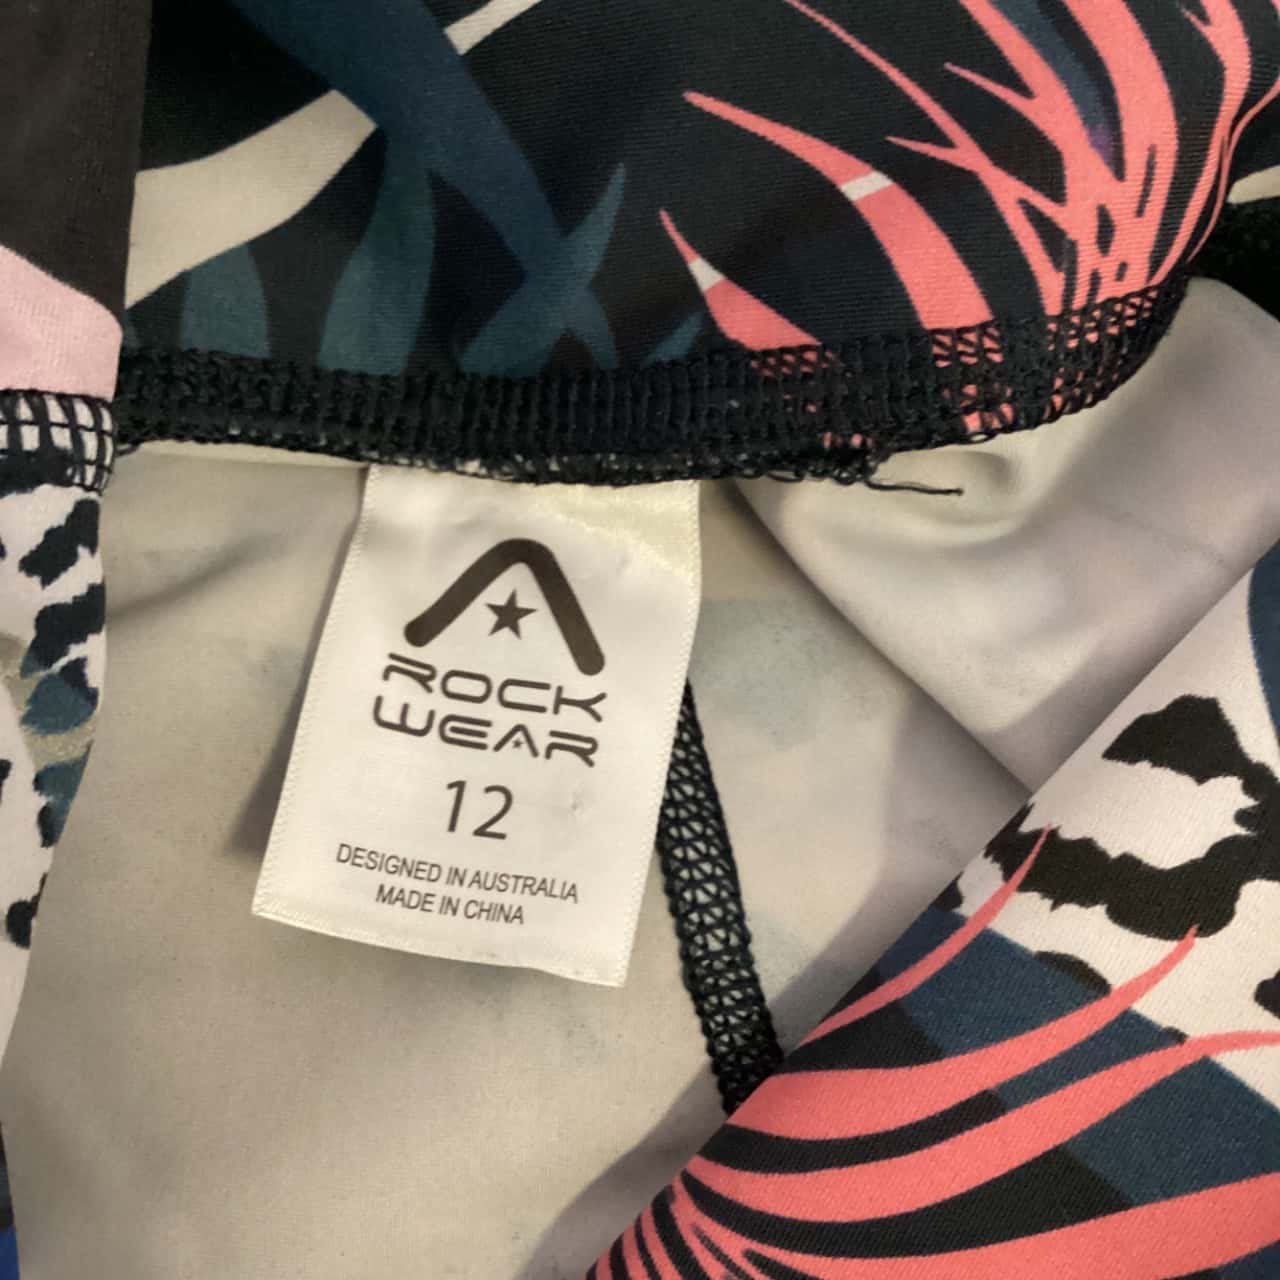 ROCK
WEAR
12
DESIGNED IN AUSTRALIA
MADE IN CHINA